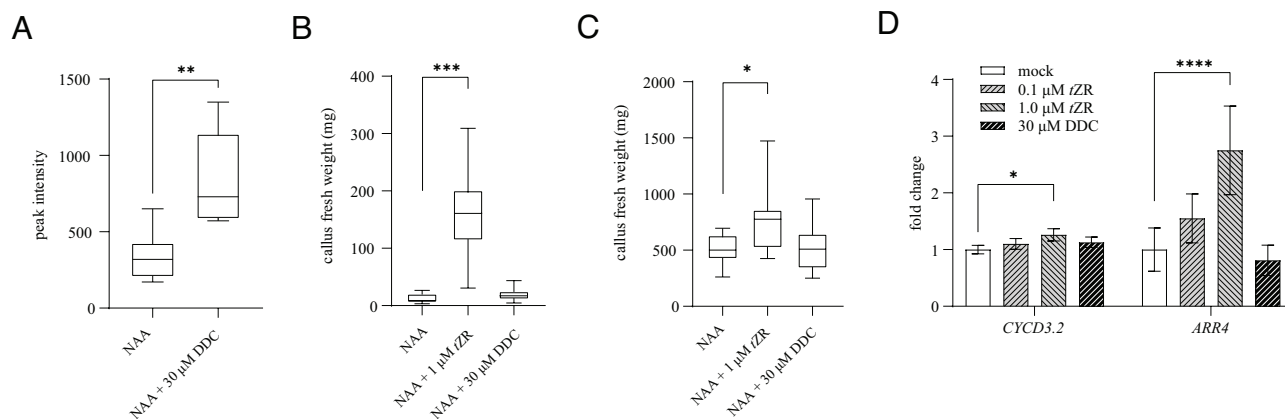 A
peak intensity
1500
1000
500
0
**
NAA
NAA + 30 µM DDC
B
callus fresh weight (mg)
400
300
200
100
0
***
NAA
NAA + 1 µM tZR
NAA + 30 µM DDC
C
callus fresh weight (mg)
2000
1500
1000
500
0
*
NAA
NAA + 1 µM tZR
NAA + 30 µM DDC
D
fold change
4
3
2
1
0
mock
0.1 µM tZR
1.0 µM tZR
30 µM DDC
*
****
CYCD3.2
ARR4